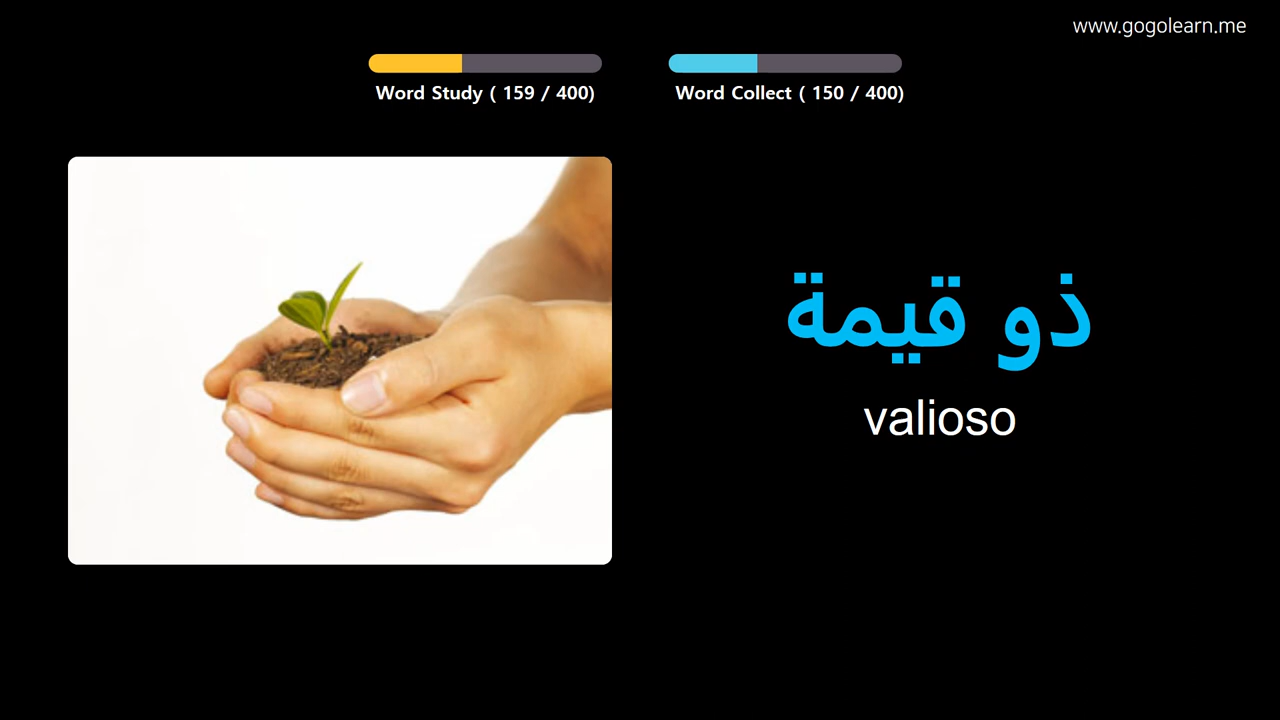 www.gogolearn.me
Word Study ( 159 / 400)
Word Collect ( 150 / 400)
ذو قيمة
valioso